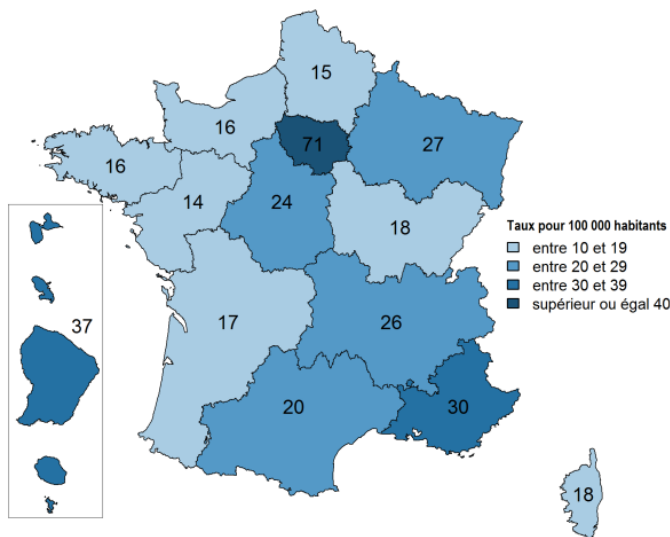 15
16
71
27
16
14
24
18
Taux pour 100 000 habitants
entre 10 et 19
entre 20 et 29
entre 30 et 39
supérieur ou égal 40
37
17
26
20
30
18